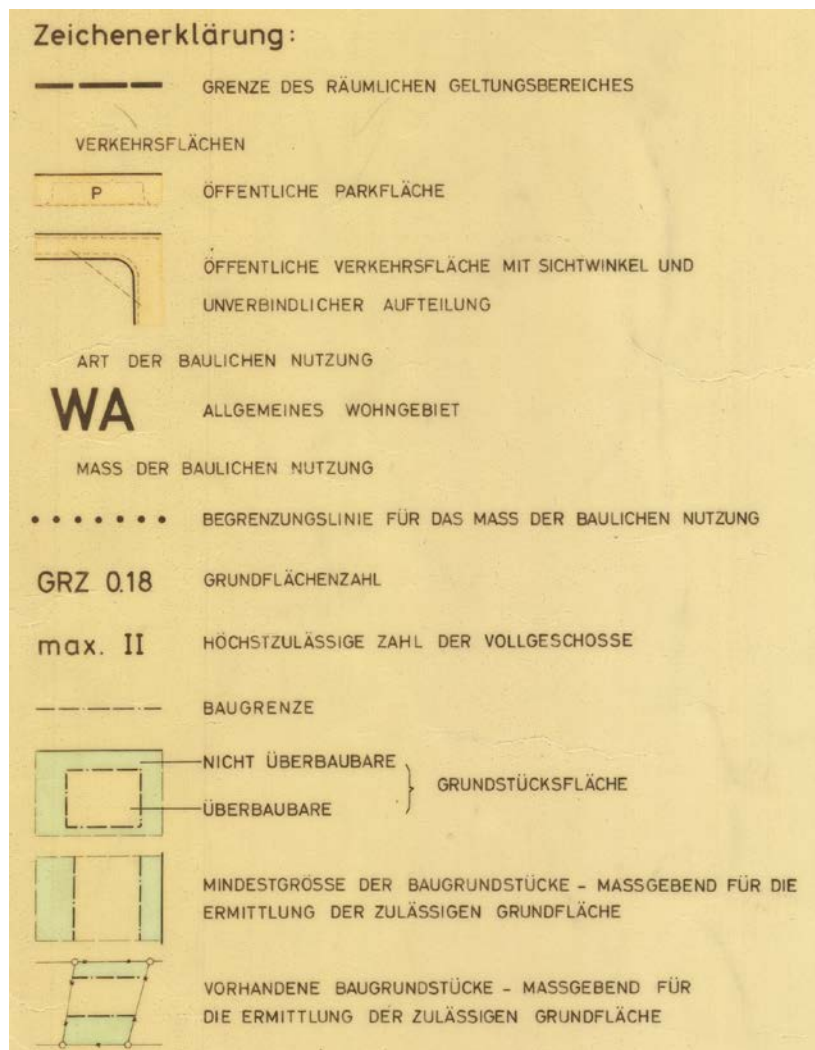 Zeichenerklärung:
GRENZE DES RÄUMLICHEN GELTUNGSBEREICHES
VERKEHRSFLÄCHEN
P ÖFFENTLICHE PARKFLÄCHE
ÖFFENTLICHE VERKEHRSFLÄCHE MIT SICHTWINKEL UND
UNVERBINDLICHER AUFTEILUNG
ART DER BAULICHEN NUTZUNG
WA ALLGEMEINES WOHNGEBIET
MASS DER BAULICHEN NUTZUNG
BEGRENZUNGSLINIE FÜR DAS MASS DER BAULICHEN NUTZUNG
GRZ 0.18 GRUNDFLÄCHENZAHL
max. II HÖCHSTZULÄSSIGE ZAHL DER VOLLGESCHOSSE
BAUGRENZE
NICHT ÜBERBAUBARE
GRUNDSTÜCKSFLÄCHE
ÜBERBAUBARE
MINDESTGRÖSSE DER BAUGRUNDSTÜCKE - MASSGEBEND FÜR DIE
ERMITTLUNG DER ZULÄSSIGEN GRUNDFLÄCHE
VORHANDENE BAUGRUNDSTÜCKE - MASSGEBEND FÜR
DIE ERMITTLUNG DER ZULÄSSIGEN GRUNDFLÄCHE